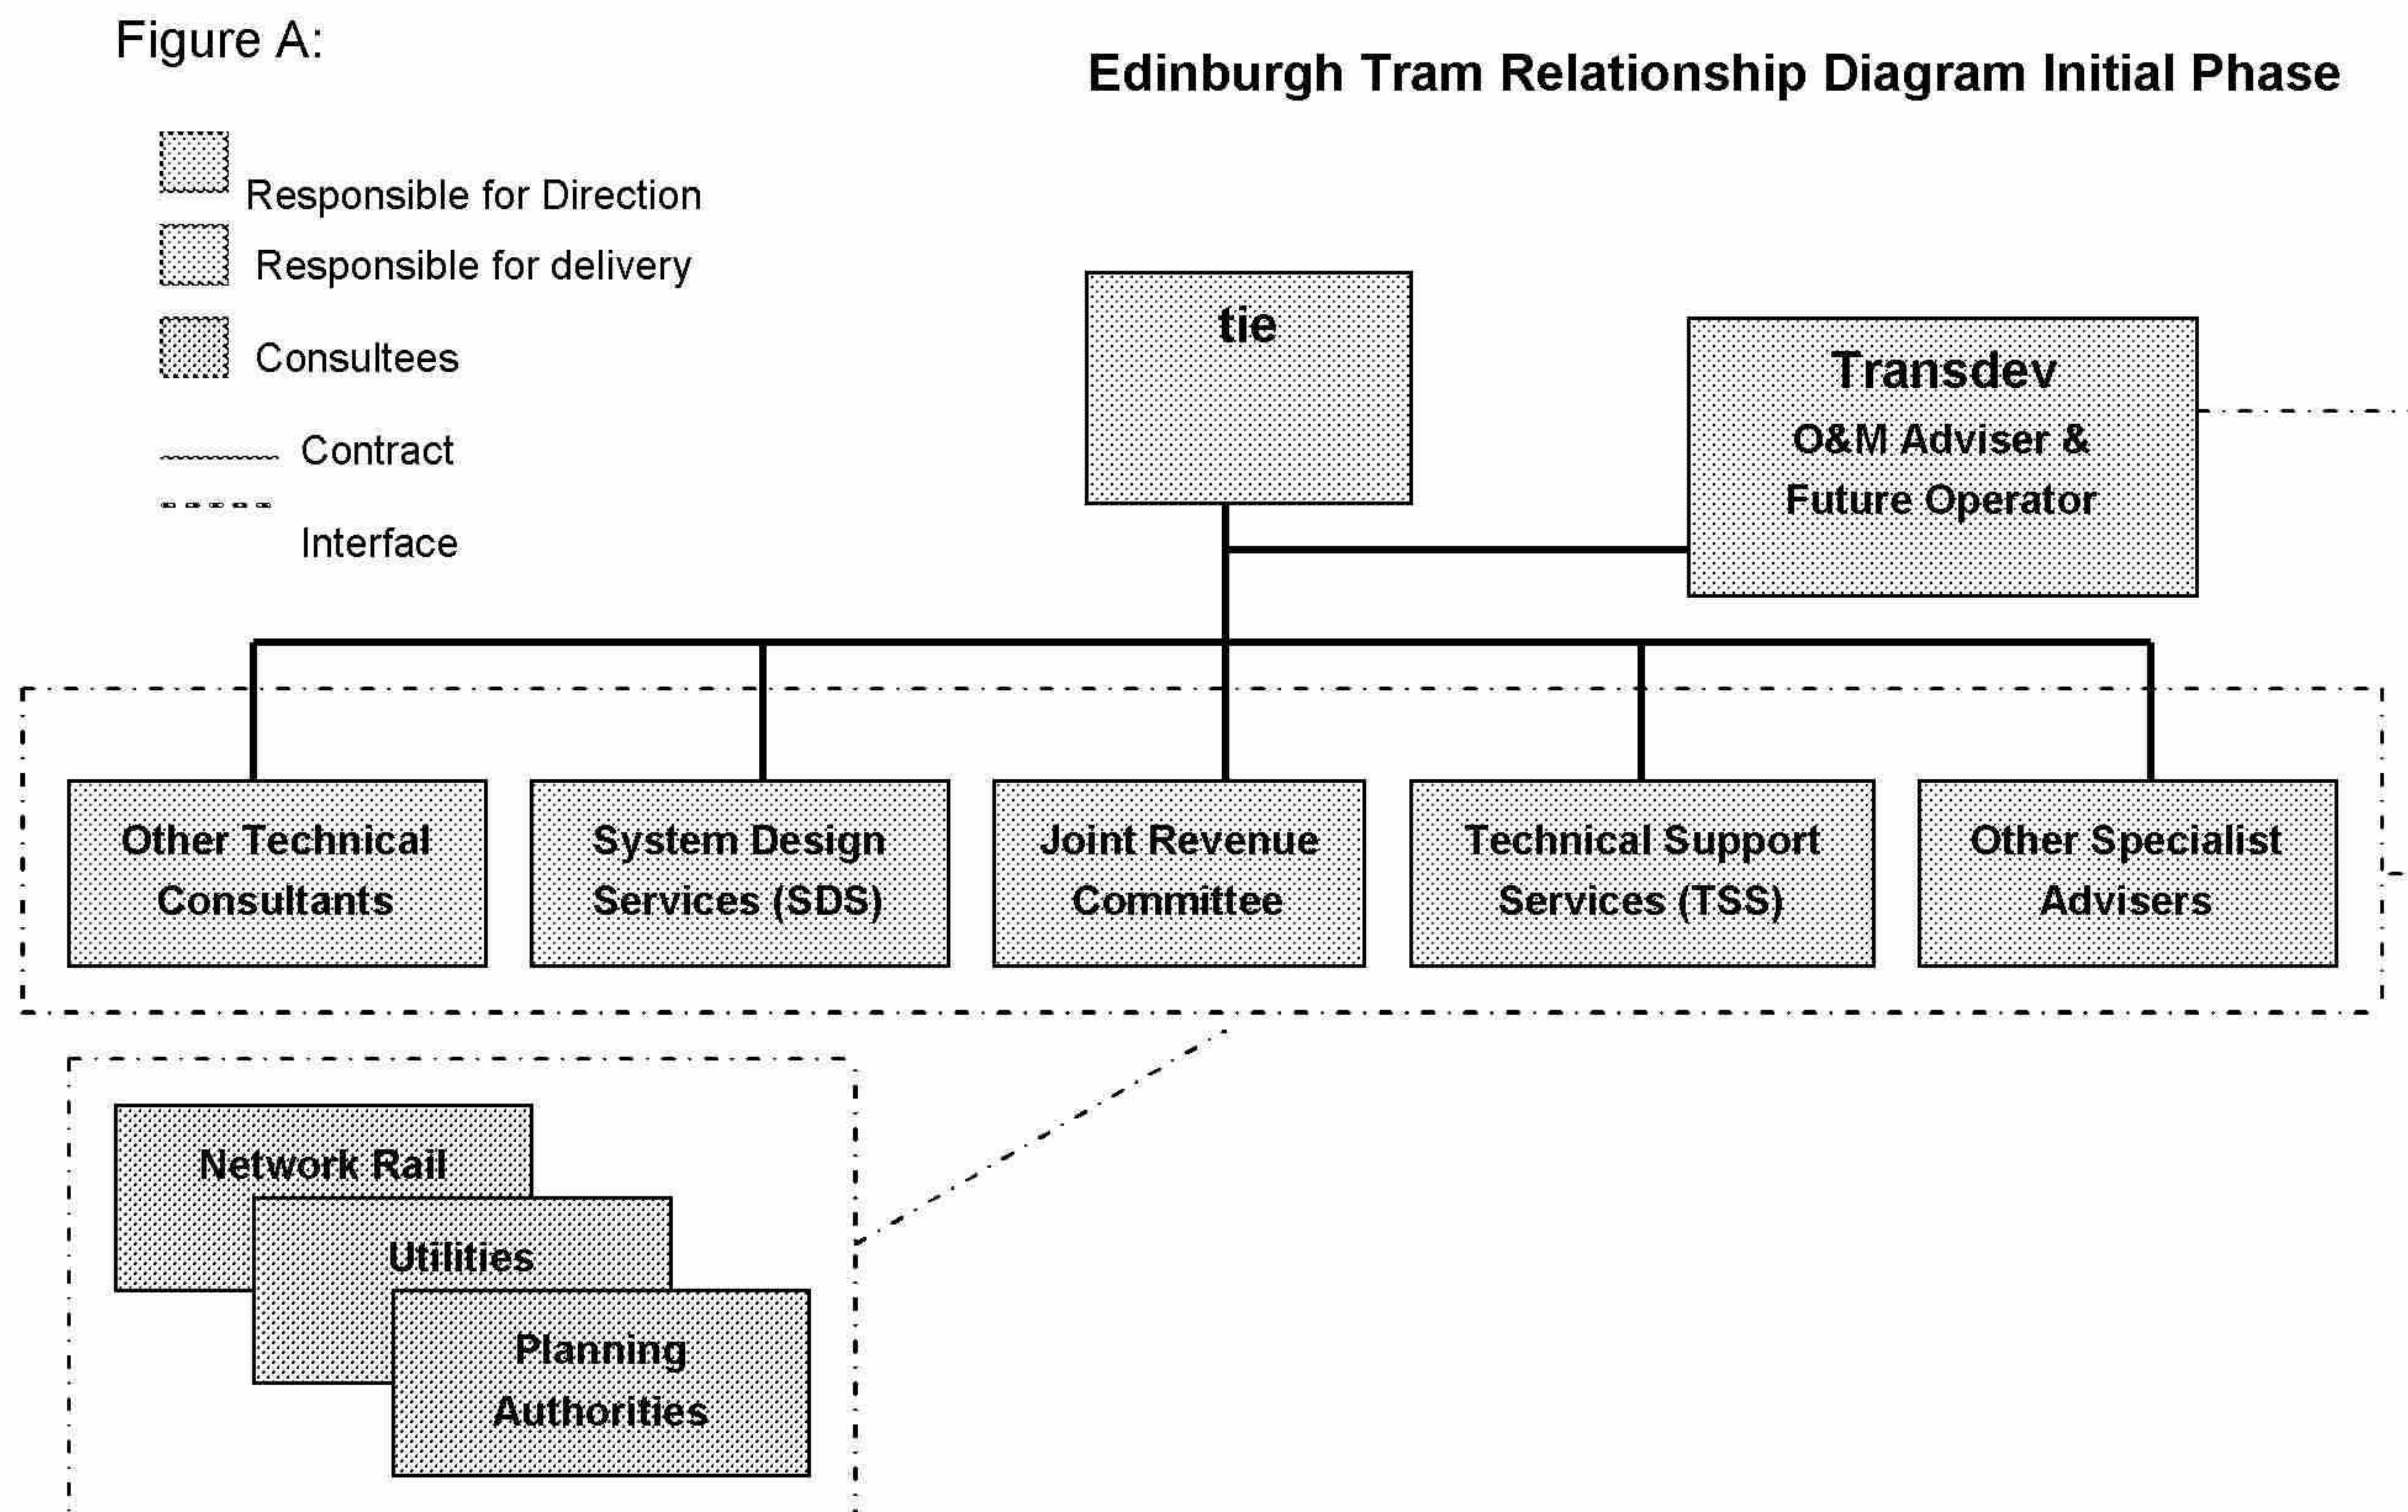 Figure A:
Edinburgh Tram Relationship Diagram Initial Phase
Responsible for Direction
Responsible for delivery
Consultees
Contract
Interface
tie
Transdev
O&M Adviser &
Future Operator
Other Technical
Consultants
System Design
Services (SDS)
Joint Revenue
Committee
Technical Support
Services (TSS)
Other Specialist
Advisers
Network Rail
Utilities
Planning
Authorities